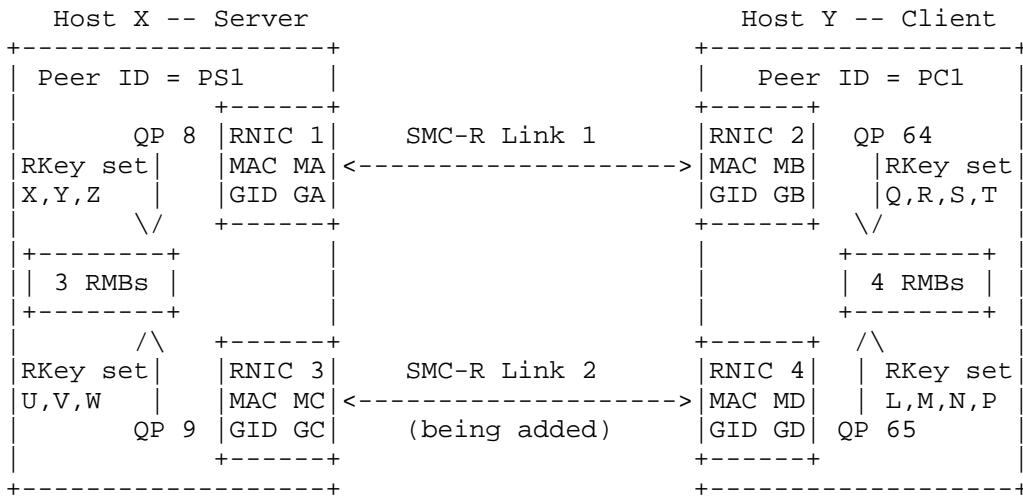 Host X -- Server Host Y -- Client
Peer ID = PS1 Peer ID = PC1
QP 8 RNIC 1 SMC-R Link 1 RNIC 2 QP 64
RKey set MAC MA MAC MB RKey set
X,Y,Z GID GA GID GB Q,R,S,T
3 RMBs 4 RMBs
RKey set RNIC 3 SMC-R Link 2 RNIC 4 RKey set
U,V,W MAC MC MAC MD L,M,N,P
QP 9 GID GC (being added) GID GD QP 65